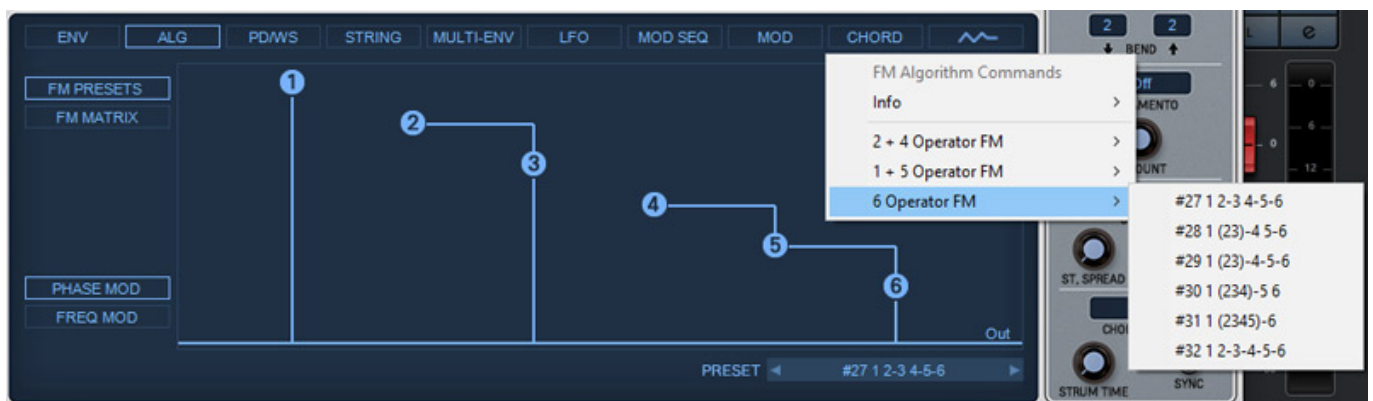 ENV ALG PD/WS STRING MULTI-ENV LFO MOD SEQ MOD CHORD
2 2
BEND
FM PRESETS
FM MATRIX
1
2
3
4
5
6
Out
PHASE MOD
FREQ MOD
PRESET #27 1 2-3 4-5-6
FM Algorithm Commands
Info
2 + 4 Operator FM
1 + 5 Operator FM
6 Operator FM
#27 1 2-3 4-5-6
#28 1 (23)-4 5-6
#29 1 (23)-4-5-6
#30 1 (234)-5 6
#31 1 (2345)-6
#32 1 2-3-4-5-6
ST. SPREAD
STRUM TIME
SYNC
L e
6 0
6
0
12